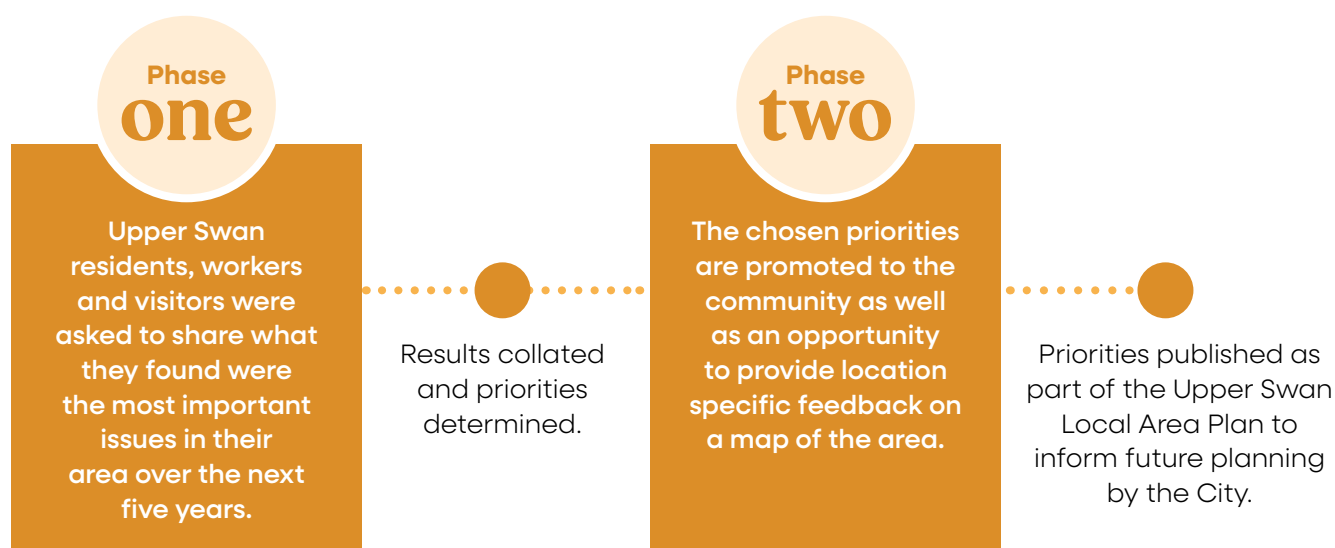 Phase
one
Upper Swan
residents, workers
and visitors were
asked to share what
they found were
the most important
issues in their
area over the next
five years.
Results collated
and priorities
determined.
Phase
two
The chosen priorities
are promoted to the
community as well
as an opportunity
to provide location
specific feedback on
a map of the area.
Priorities published as
part of the Upper Swan
Local Area Plan to
inform future planning
by the City.